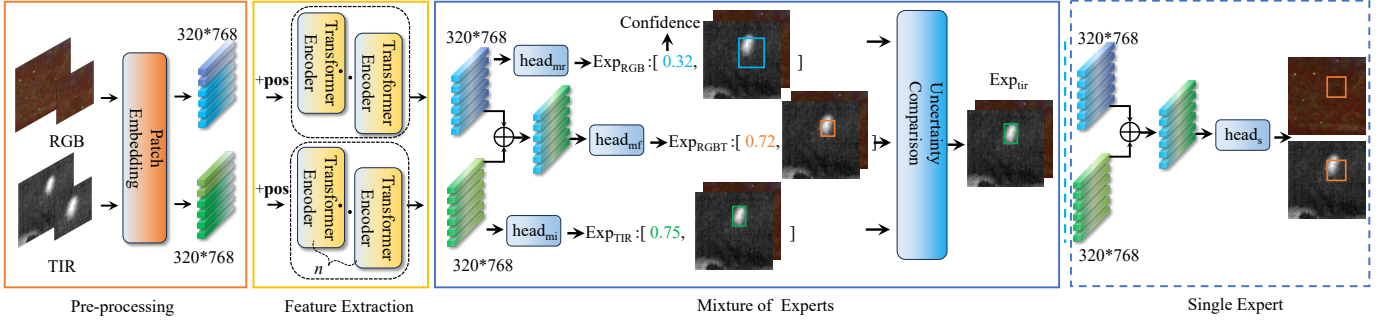 320*768
RGB
TIR
Patch
Embedding
320*768
Pre-processing
+pos
Transformer
Encoder
Transformer
Encoder
+pos
Transformer
Encoder
Transformer
Encoder
n
Feature Extraction
320*768
head_mr
Confidence
Exp_RGB:[ 0.32, ]
head_mf
Exp_RGBT:[ 0.72, ]
head_mi
Exp_TIR:[ 0.75, ]
320*768
Uncertainty
Comparison
Exp_tir
Mixture of Experts
320*768
head_s
320*768
Single Expert